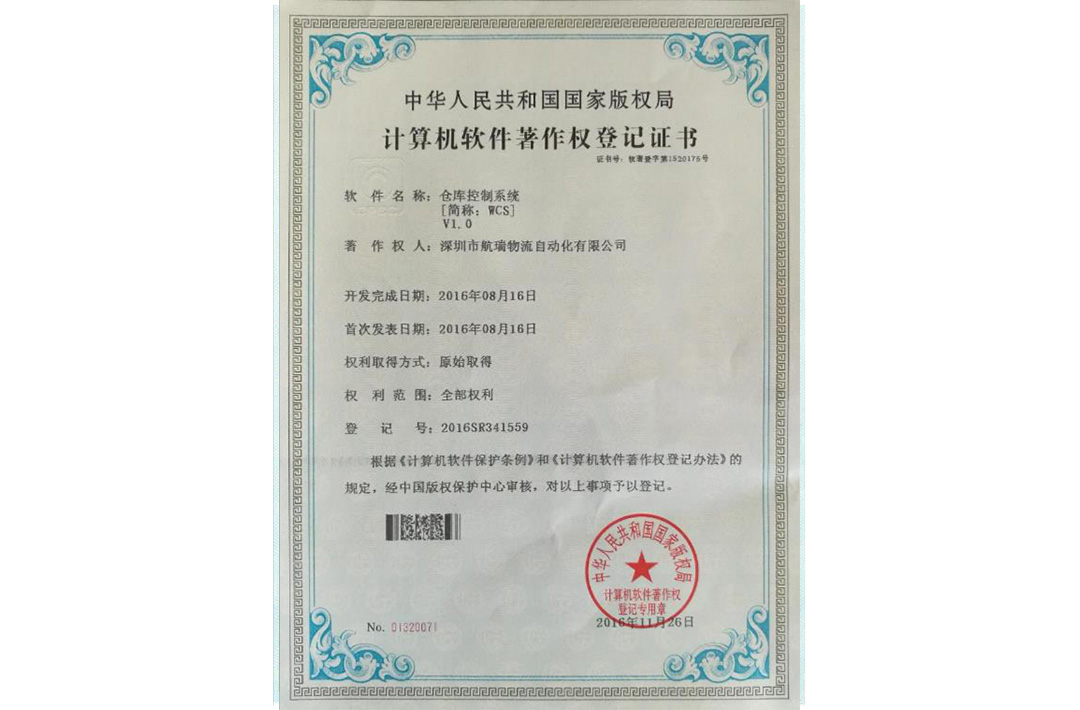 中华人民共和国国家版权局
计算机软件著作权登记证书
证书号：软著登字第1520175号
软件名称：仓库控制系统
[简称：WCS]
V1.0
著作权人：深圳市航瑞物流自动化有限公司
开发完成日期：2016年08月16日
首次发表日期：2016年08月16日
权利取得方式：原始取得
权利范围：全部权利
登记号：2016SR341559
根据《计算机软件保护条例》和《计算机软件著作权登记办法》的
规定，经中国版权保护中心审核，对以上事项予以登记。
中华人民共和国国家版权局
计算机软件著作权
登记专用章
No. 01320071
2016年11月26日